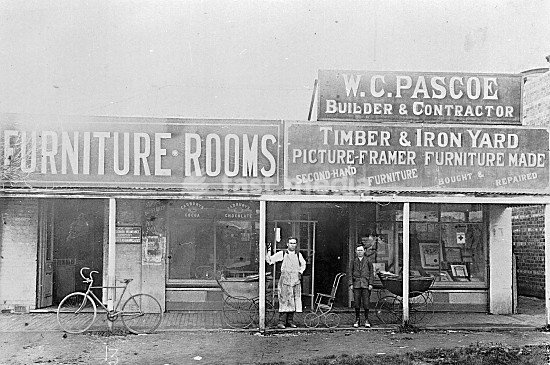 FURNITURE·ROOMS
W. C. PASCOE
BUILDER & CONTRACTOR
TIMBER & IRON YARD
PICTURE-FRAMER FURNITURE MADE
SECOND-HAND FURNITURE BOUGHT & REPAIRED
COCOA
CHOCOLATE